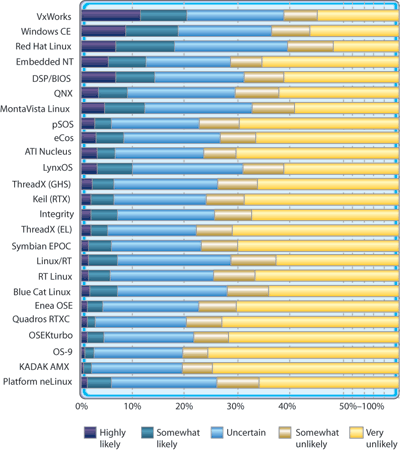 VxWorks
Windows CE
Red Hat Linux
Embedded NT
DSP/BIOS
QNX
MontaVista Linux
pSOS
eCos
ATI Nucleus
LynxOS
ThreadX (GHS)
Keil (RTX)
Integrity
ThreadX (EL)
Symbian EPOC
Linux/RT
RT Linux
Blue Cat Linux
Enea OSE
Quadros RTXC
OSEKturbo
OS-9
KADAK AMX
Platform neLinux
0% 10% 20% 30% 40% 50%–100%
Highly likely
Somewhat likely
Uncertain
Somewhat unlikely
Very unlikely